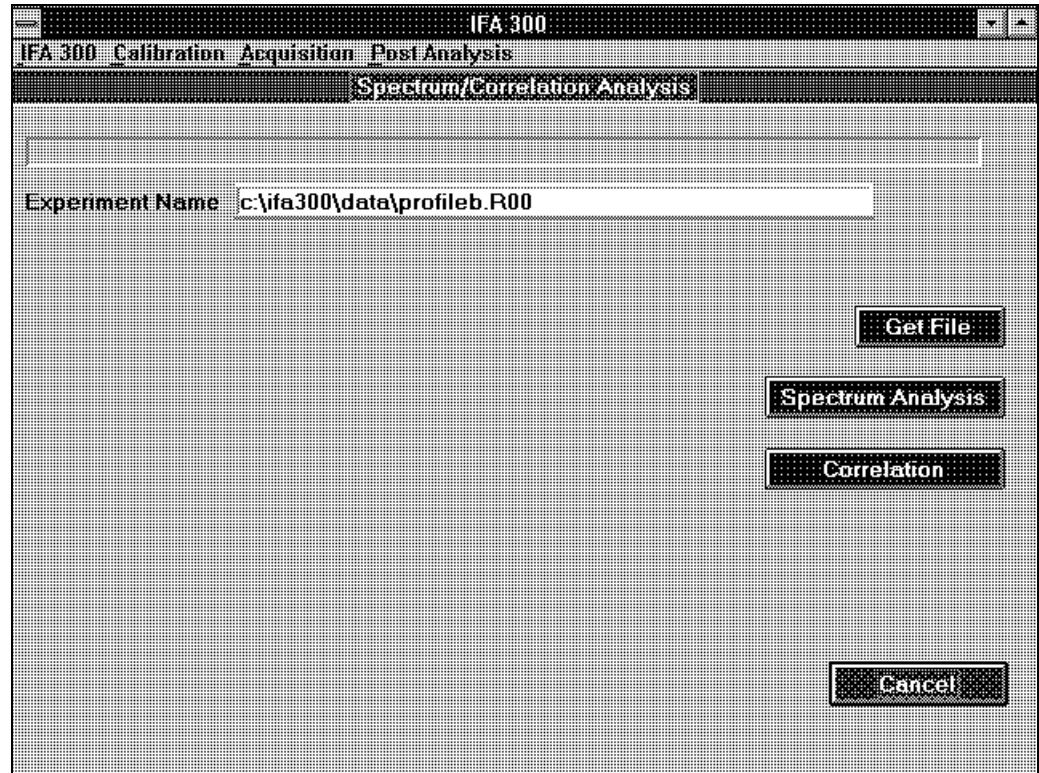 IFA 300
IFA 300 Calibration Acquisition Post Analysis
Spectrum/Correlation Analysis
Experiment Name c:\ifa300\data\profileb.R00
Get File
Spectrum Analysis
Correlation
Cancel